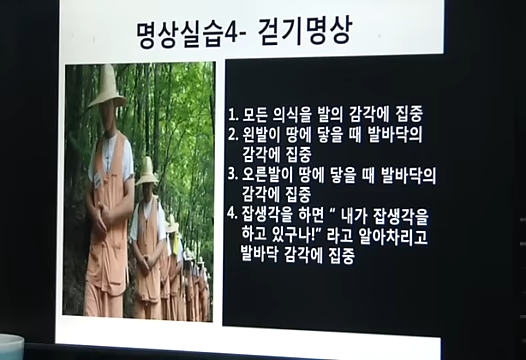 명상실습4- 걷기명상
1. 모든 의식을 발의 감각에 집중
2. 왼발이 땅에 닿을 때 발바닥의
감각에 집중
3. 오른발이 땅에 닿을 때 발바닥의
감각에 집중
4. 잡생각을 하면 “ 내가 잡생각을
하고 있구나!” 라고 알아차리고
발바닥 감각에 집중